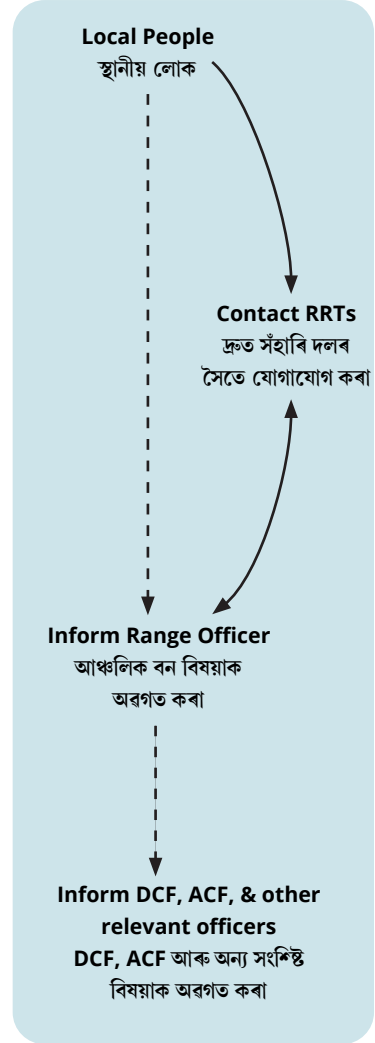 Local People
স্থানীয় লোক
Contact RRTs
দ্ৰুত সঁহাৰি দলৰ
সৈতে যোগাযোগ কৰা
Inform Range Officer
আঞ্চলিক বন বিষয়াক
অৱগত কৰা
Inform DCF, ACF, & other
relevant officers
DCF, ACF আৰু অন্য সংশ্লিষ্ট
বিষয়াক অৱগত কৰা